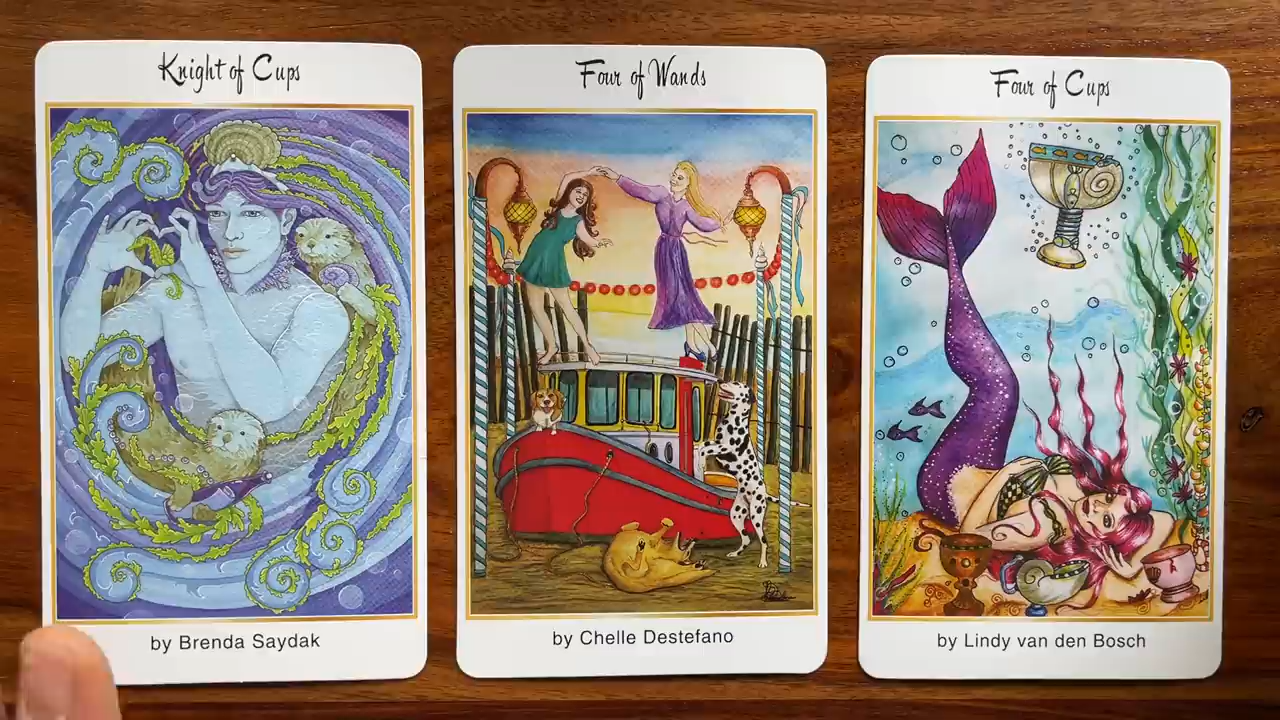 Knight of Cups
by Brenda Saydak
Four of Wands
by Chelle Destefano
Four of Cups
by Lindy van den Bosch